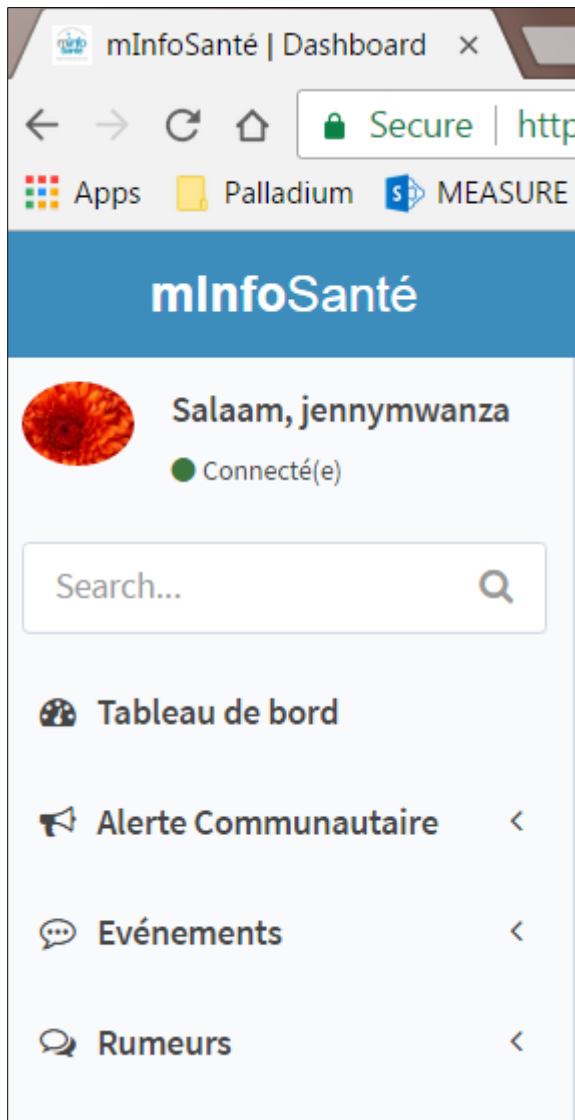 mInfoSanté | Dashboard
Secure | http
Apps Palladium MEASURE
mInfoSanté
Salaam, jennymwanza
Connecté(e)
Search...
Tableau de bord
Alerte Communautaire
Evénements
Rumeurs